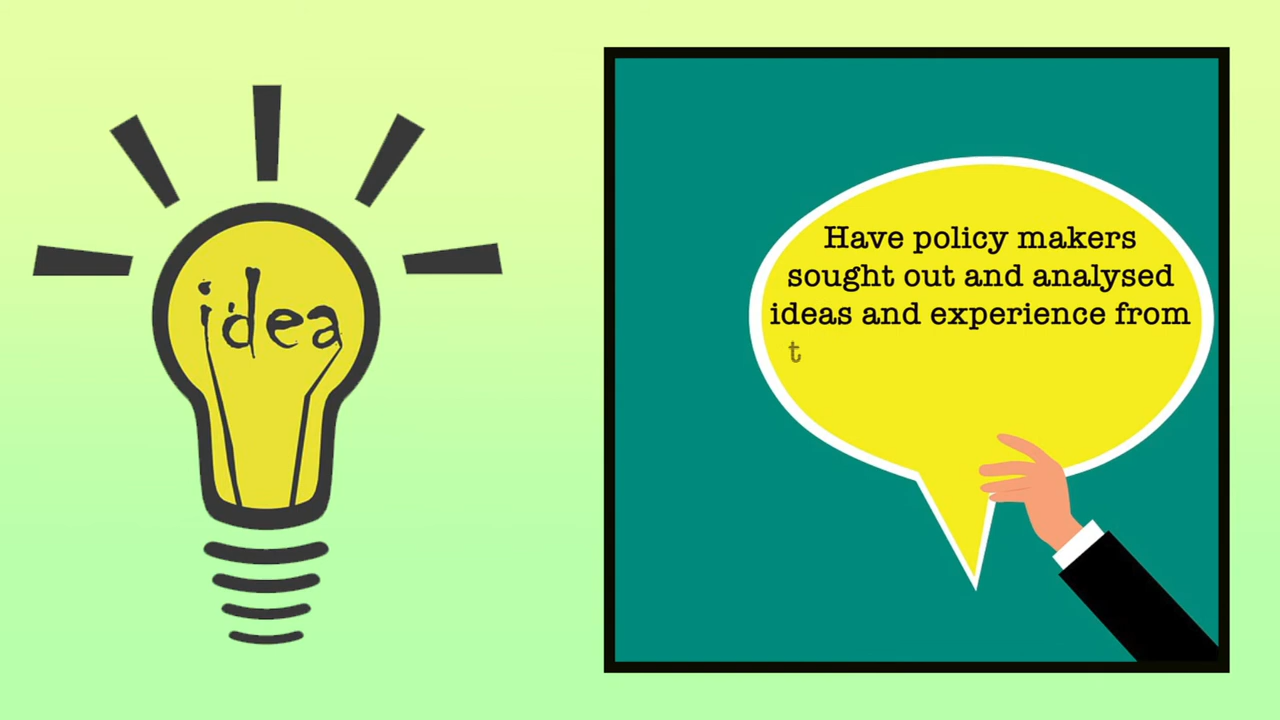 idea
Have policy makers
sought out and analysed
ideas and experience from
t